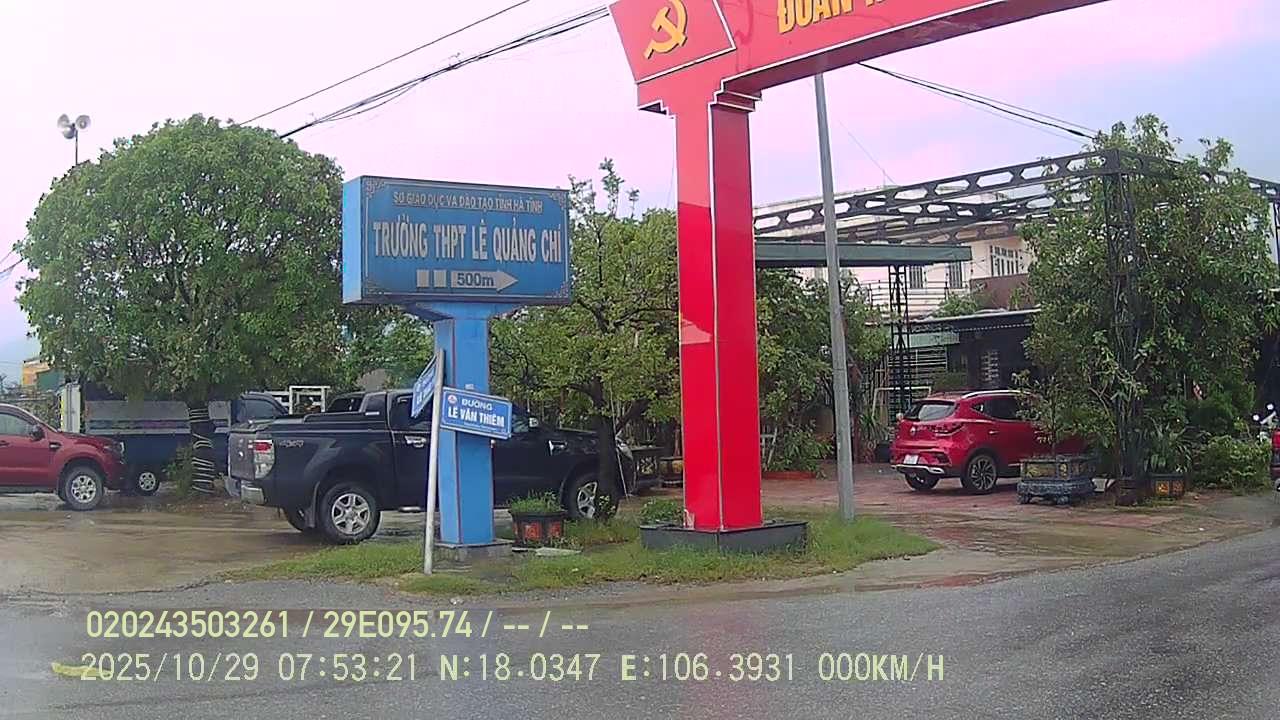 ĐOÀN
SỞ GIÁO DỤC VÀ ĐÀO TẠO TỈNH HÀ TĨNH
TRƯỜNG THPT LÊ QUẢNG CHÍ
500m
ĐƯỜNG
LÊ VĂN THIÊM
020243503261 / 29E095.74 / -- / --
2025/10/29 07:53:21 N:18.0347 E:106.3931 000KM/H